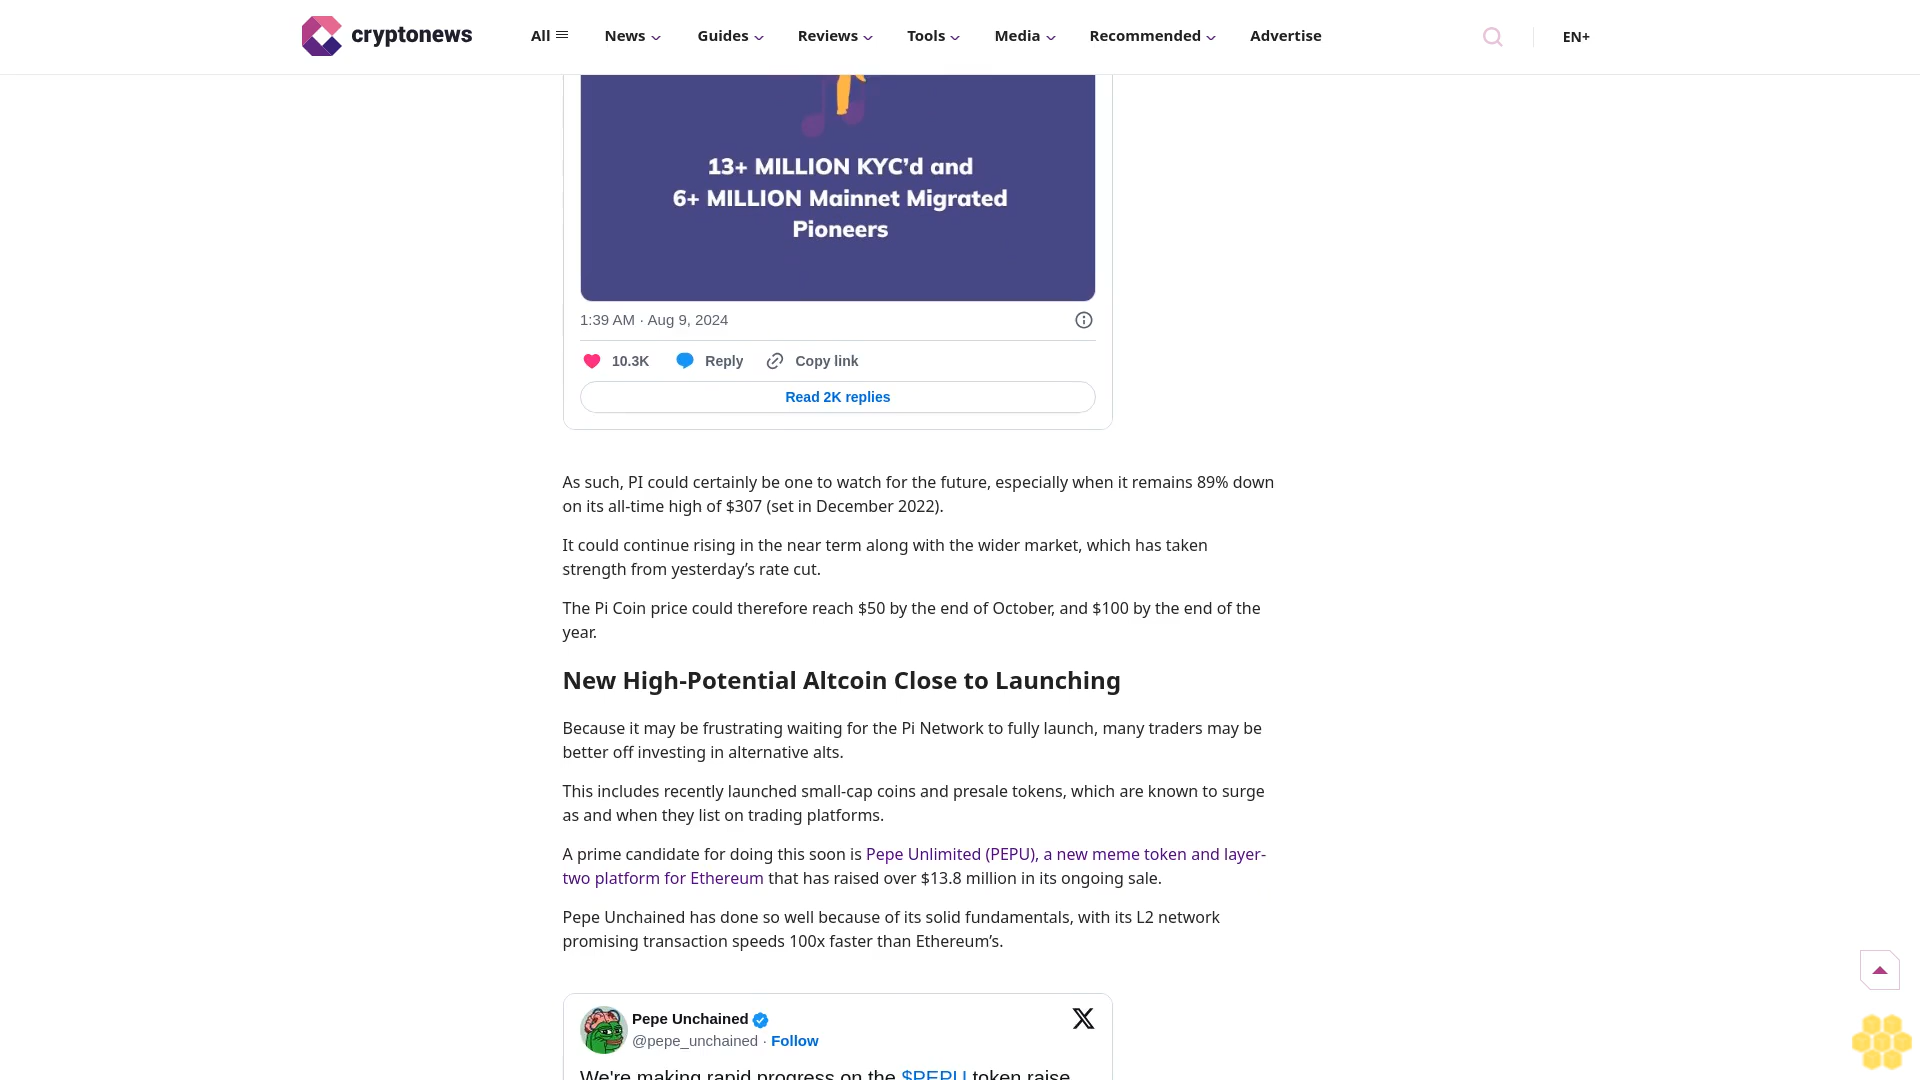 cryptonews
All
News
Guides
Reviews
Tools
Media
Recommended
Advertise
EN+
13+ MILLION KYC’d and
6+ MILLION Mainnet Migrated
Pioneers
1:39 AM · Aug 9, 2024
10.3K
Reply
Copy link
Read 2K replies
As such, PI could certainly be one to watch for the future, especially when it remains 89% down
on its all-time high of $307 (set in December 2022).
It could continue rising in the near term along with the wider market, which has taken
strength from yesterday’s rate cut.
The Pi Coin price could therefore reach $50 by the end of October, and $100 by the end of the
year.
New High-Potential Altcoin Close to Launching
Because it may be frustrating waiting for the Pi Network to fully launch, many traders may be
better off investing in alternative alts.
This includes recently launched small-cap coins and presale tokens, which are known to surge
as and when they list on trading platforms.
A prime candidate for doing this soon is Pepe Unlimited (PEPU), a new meme token and layer-
two platform for Ethereum that has raised over $13.8 million in its ongoing sale.
Pepe Unchained has done so well because of its solid fundamentals, with its L2 network
promising transaction speeds 100x faster than Ethereum’s.
Pepe Unchained
@pepe_unchained · Follow
We're making rapid progress on the $PEPU token raise